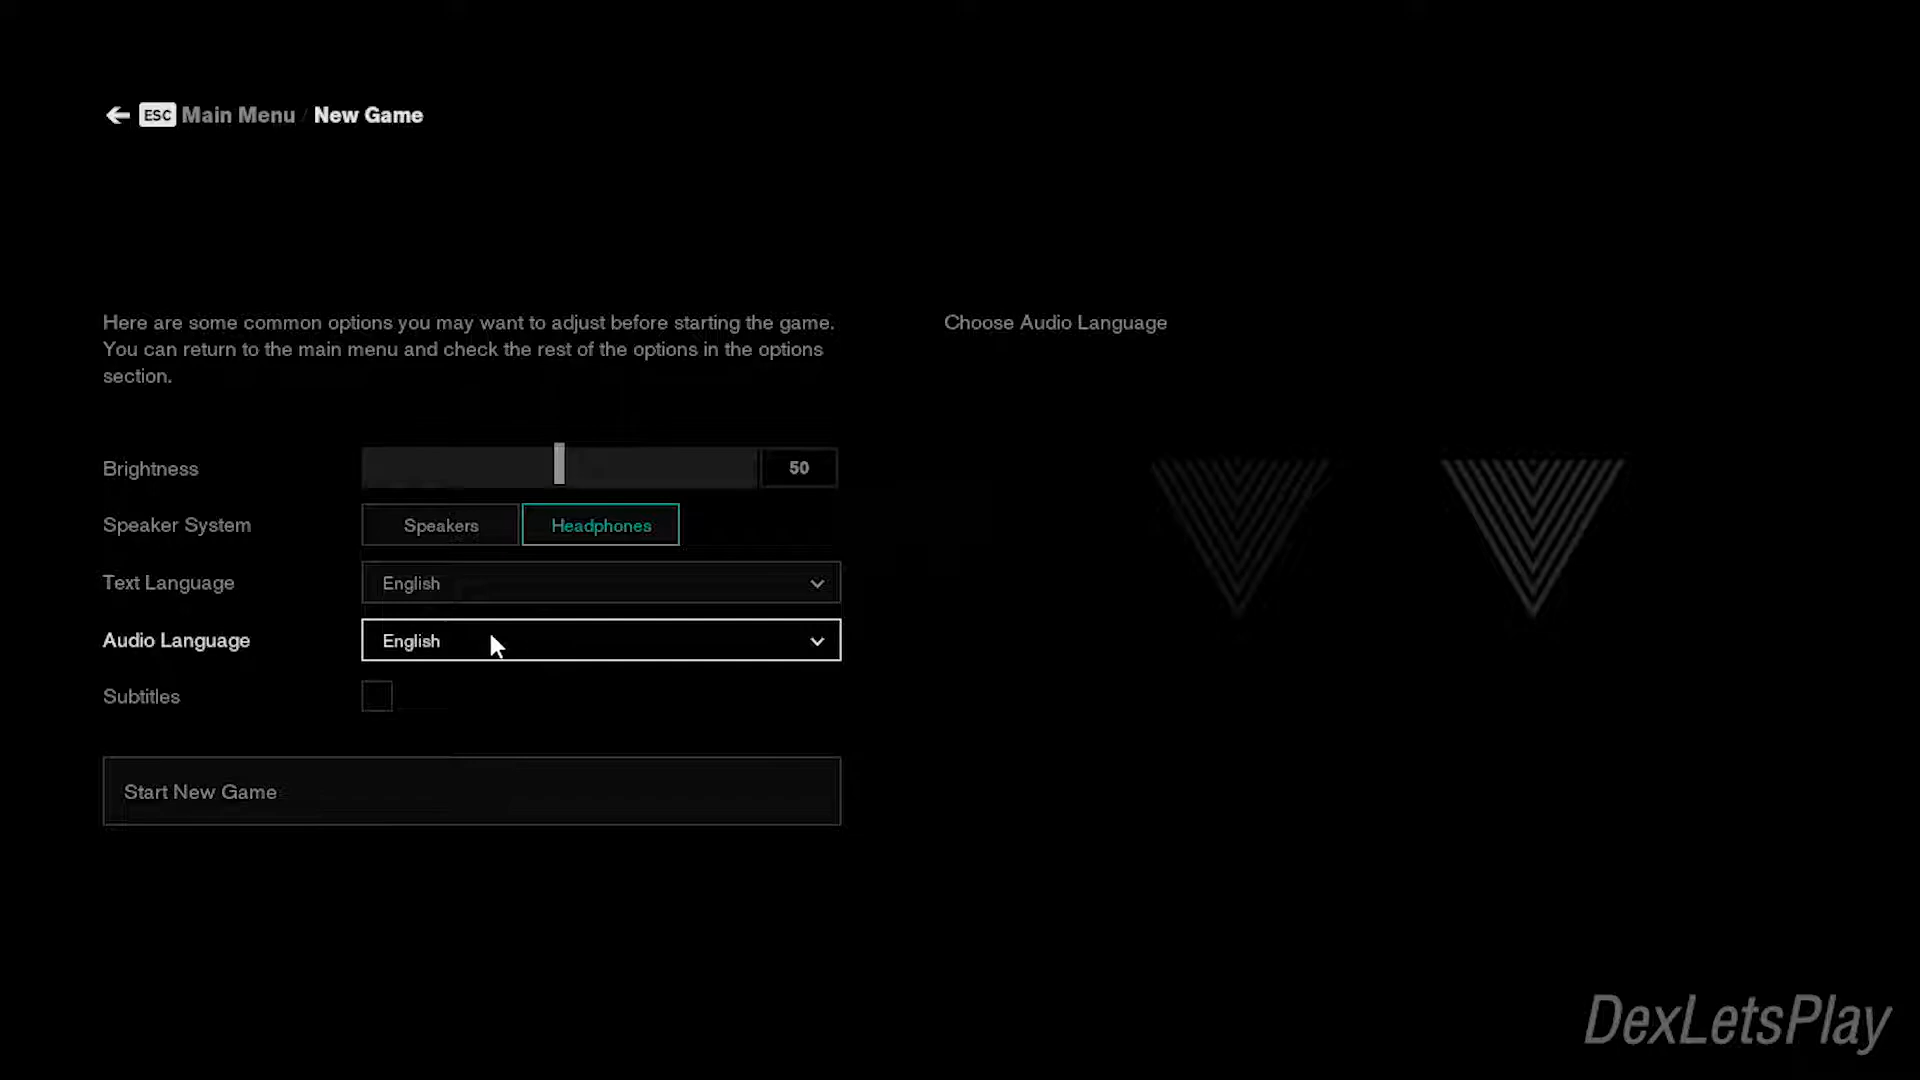 ESC Main Menu / New Game
Here are some common options you may want to adjust before starting the game.
You can return to the main menu and check the rest of the options in the options
section.
Choose Audio Language
Brightness 50
Speaker System Speakers Headphones
Text Language English
Audio Language English
Subtitles
Start New Game
DexLetsPlay